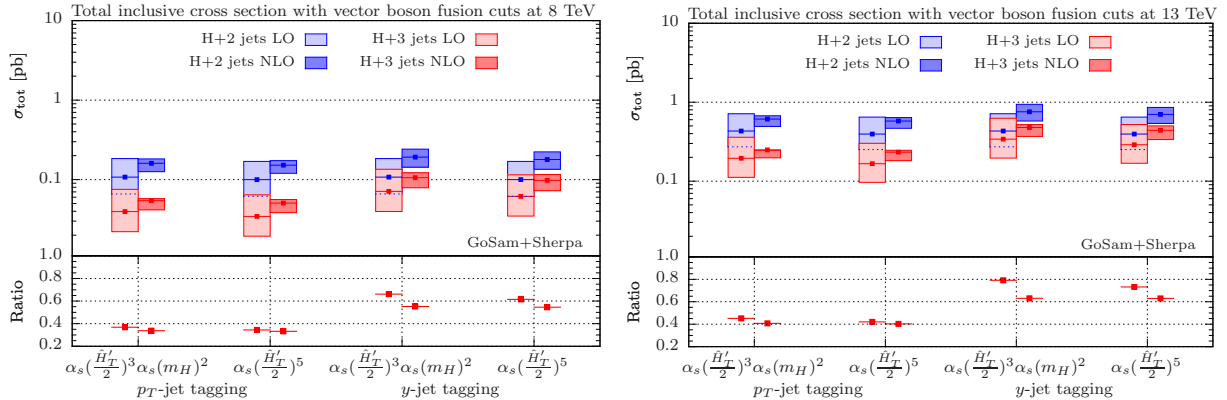 Total inclusive cross section with vector boson fusion cuts at 8 TeV
H+2 jets LO
H+3 jets LO
H+2 jets NLO
H+3 jets NLO
σtot [pb]
10
1
0.1
GoSam+Sherpa
Ratio
1.0
0.8
0.6
0.4
0.2
αs(Ĥ′T/2)³αs(mH)²
αs(Ĥ′T/2)⁵
αs(Ĥ′T/2)³αs(mH)²
αs(Ĥ′T/2)⁵
pT-jet tagging
y-jet tagging
Total inclusive cross section with vector boson fusion cuts at 13 TeV
H+2 jets LO
H+3 jets LO
H+2 jets NLO
H+3 jets NLO
σtot [pb]
10
1
0.1
GoSam+Sherpa
Ratio
1.0
0.8
0.6
0.4
0.2
αs(Ĥ′T/2)³αs(mH)²
αs(Ĥ′T/2)⁵
αs(Ĥ′T/2)³αs(mH)²
αs(Ĥ′T/2)⁵
pT-jet tagging
y-jet tagging